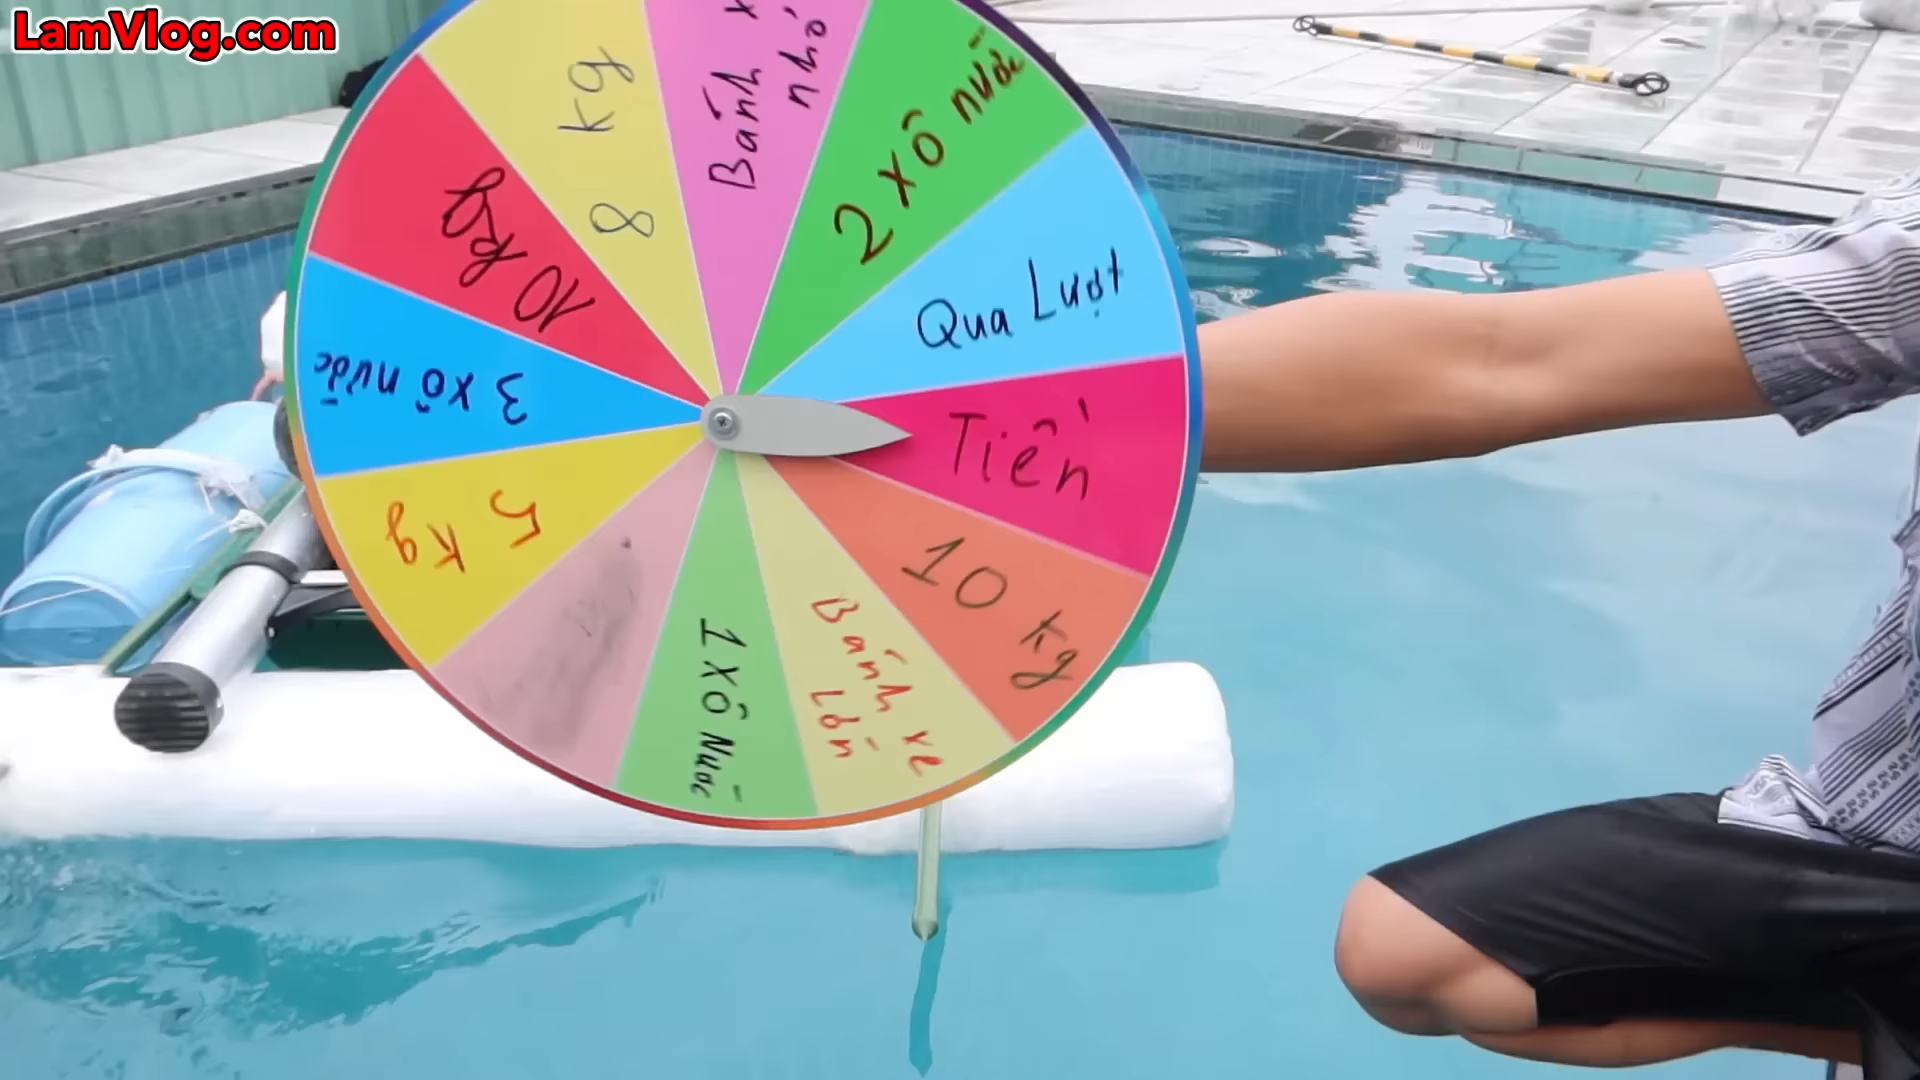 LamVlog.com
8 kg
Bánh x
nhỏ
2 xô nước
Qua Lượt
Tiền
10 kg
Bánh xe
Lớn
1 Xô Nước
5 kg
3 xô nước
10 kg